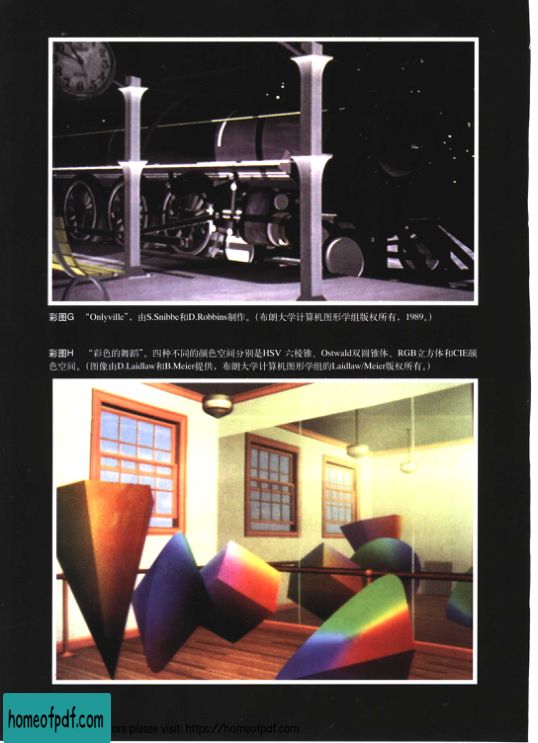 彩图G “Onlyville”，由S.Snibbe和D.Robbins制作。（布朗大学计算机图形学组版权所有，1989。）
彩图H “彩色的舞蹈”。四种不同的颜色空间分别是HSV 六棱锥、Ostwald双圆锥体、RGB立方体和CIE颜
色空间。（图像由D.Laidlaw和B.Meier提供，布朗大学计算机图形学组的Laidlaw/Meier版权所有。）
homeofpdf.com
please visit: https://homeofpdf.com